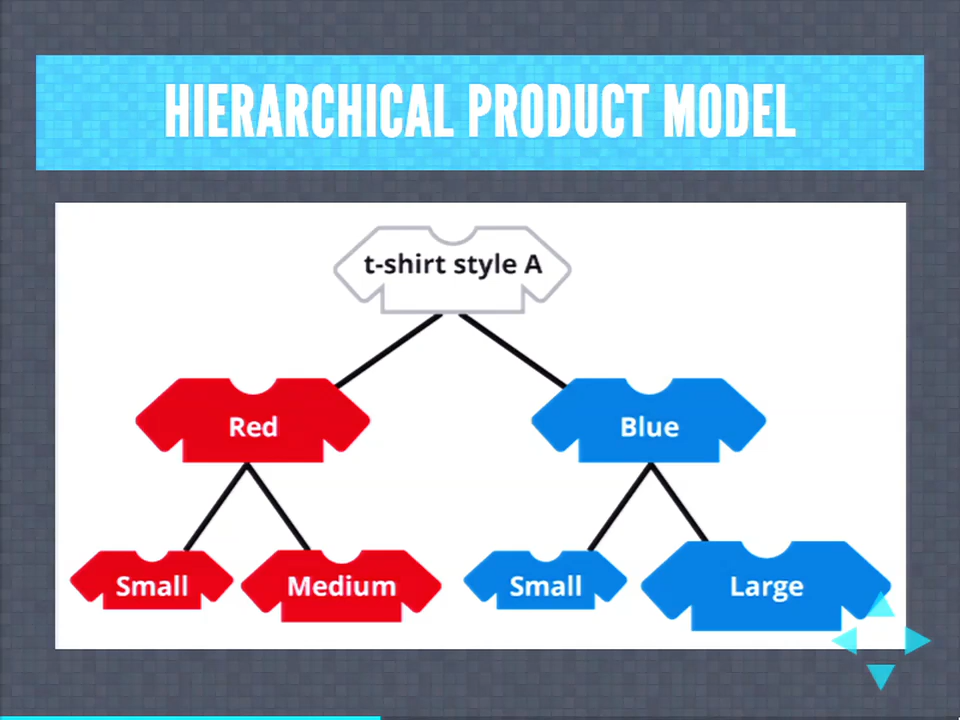 HIERARCHICAL PRODUCT MODEL
t-shirt style A
Red
Blue
Small
Medium
Small
Large